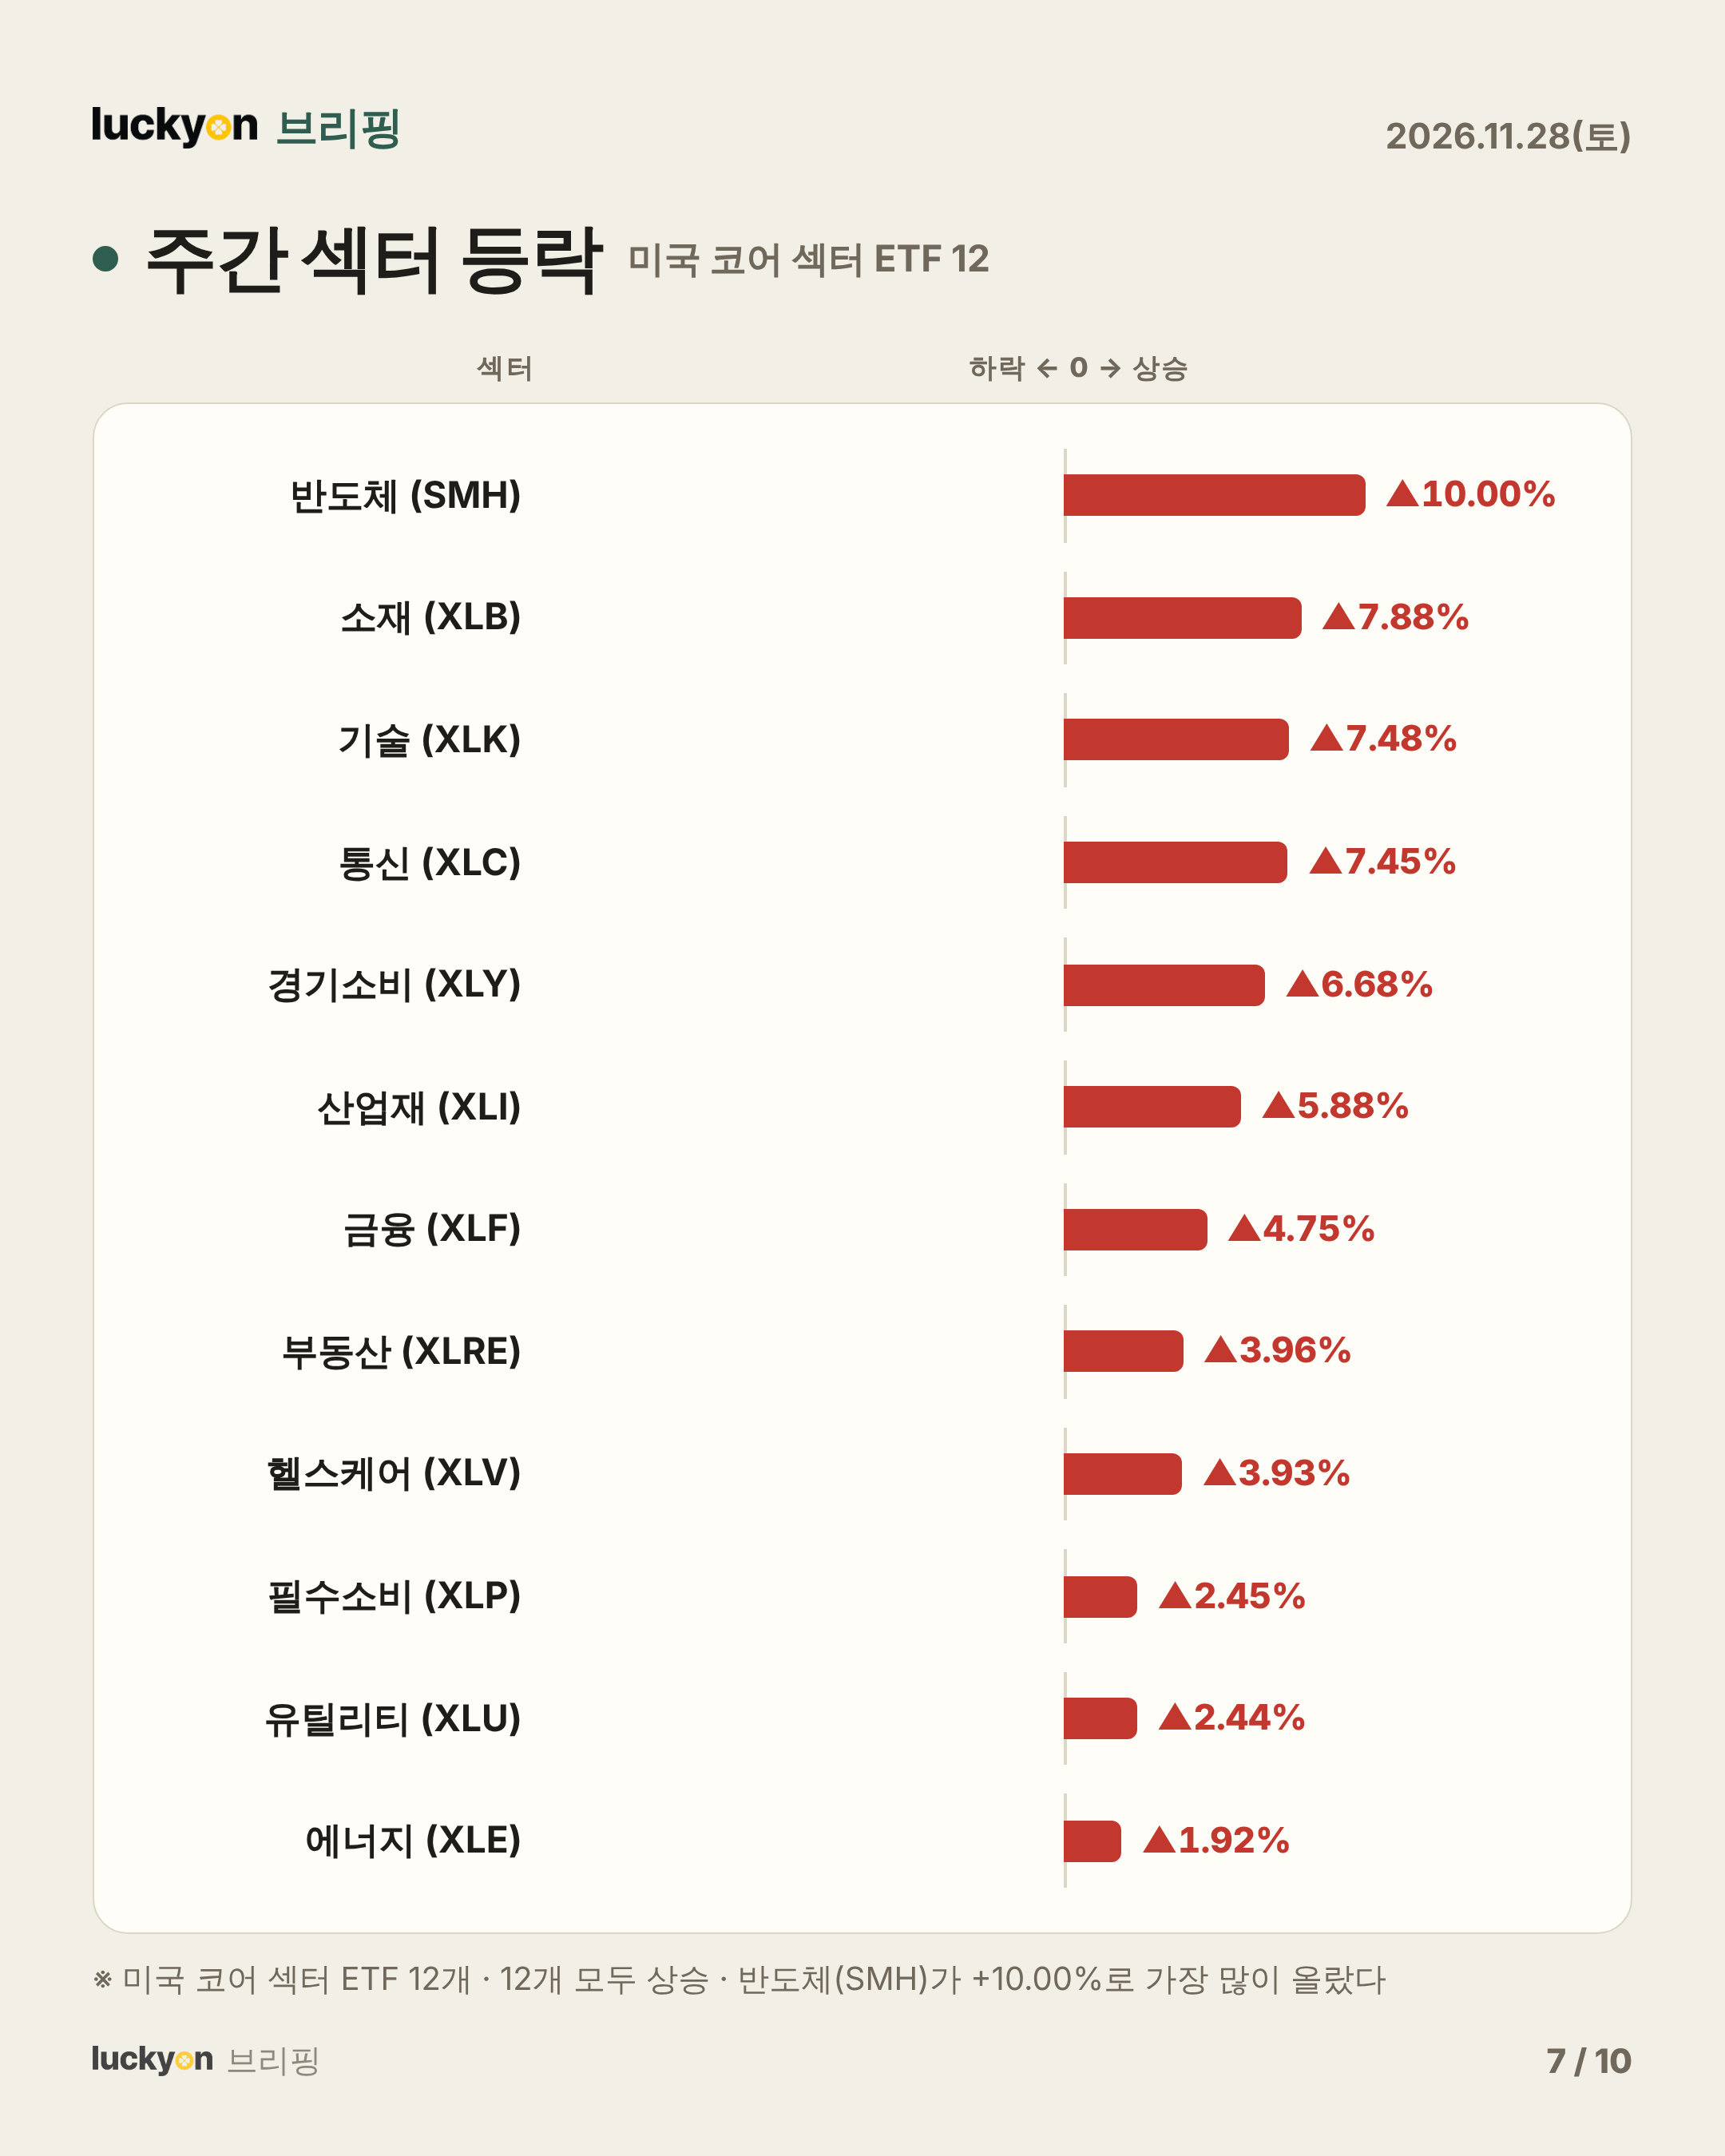 luckyon 브리핑
2026.11.28(토)
주간 섹터 등락 미국 코어 섹터 ETF 12
섹터 하락 ← 0 → 상승
반도체 (SMH) ▲10.00%
소재 (XLB) ▲7.88%
기술 (XLK) ▲7.48%
통신 (XLC) ▲7.45%
경기소비 (XLY) ▲6.68%
산업재 (XLI) ▲5.88%
금융 (XLF) ▲4.75%
부동산 (XLRE) ▲3.96%
헬스케어 (XLV) ▲3.93%
필수소비 (XLP) ▲2.45%
유틸리티 (XLU) ▲2.44%
에너지 (XLE) ▲1.92%
※ 미국 코어 섹터 ETF 12개 · 12개 모두 상승 · 반도체(SMH)가 +10.00%로 가장 많이 올랐다
luckyon 브리핑
7 / 10